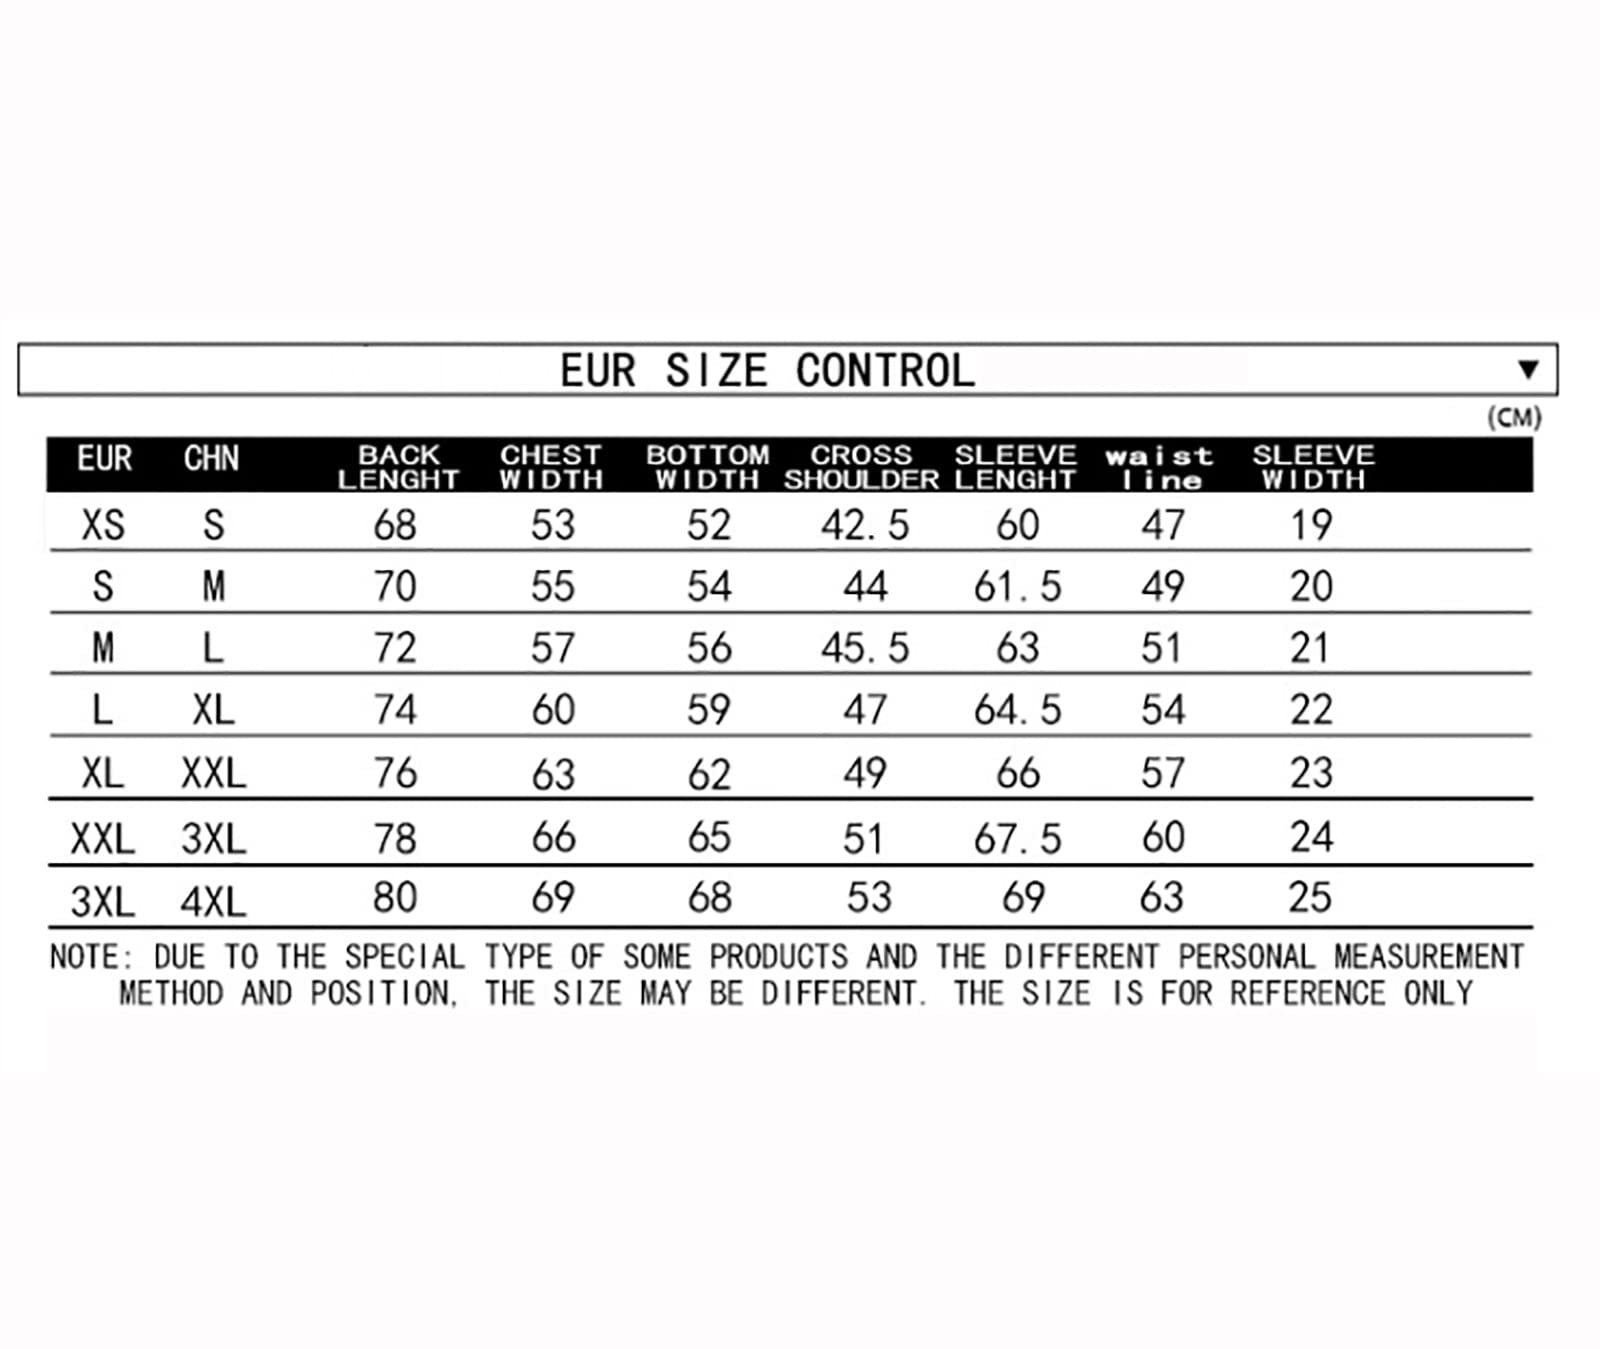 EUR SIZE CONTROL ▼
(CM)
EUR CHN BACK LENGHT CHEST WIDTH BOTTOM WIDTH CROSS SHOULDER SLEEVE LENGHT waist line SLEEVE WIDTH
XS S 68 53 52 42.5 60 47 19
S M 70 55 54 44 61.5 49 20
M L 72 57 56 45.5 63 51 21
L XL 74 60 59 47 64.5 54 22
XL XXL 76 63 62 49 66 57 23
XXL 3XL 78 66 65 51 67.5 60 24
3XL 4XL 80 69 68 53 69 63 25
NOTE: DUE TO THE SPECIAL TYPE OF SOME PRODUCTS AND THE DIFFERENT PERSONAL MEASUREMENT
METHOD AND POSITION, THE SIZE MAY BE DIFFERENT. THE SIZE IS FOR REFERENCE ONLY